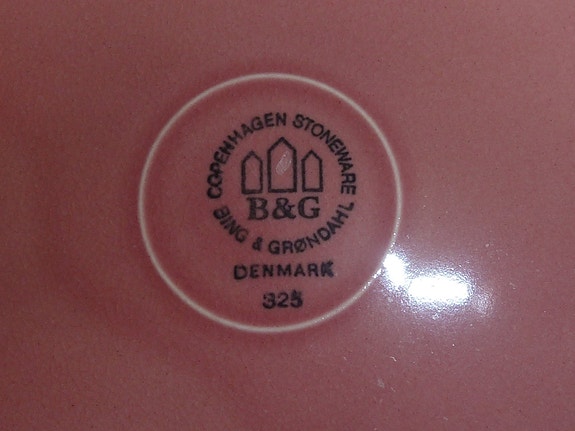 COPENHAGEN STONEWARE
B&G
BING & GRØNDAHL
DENMARK
325